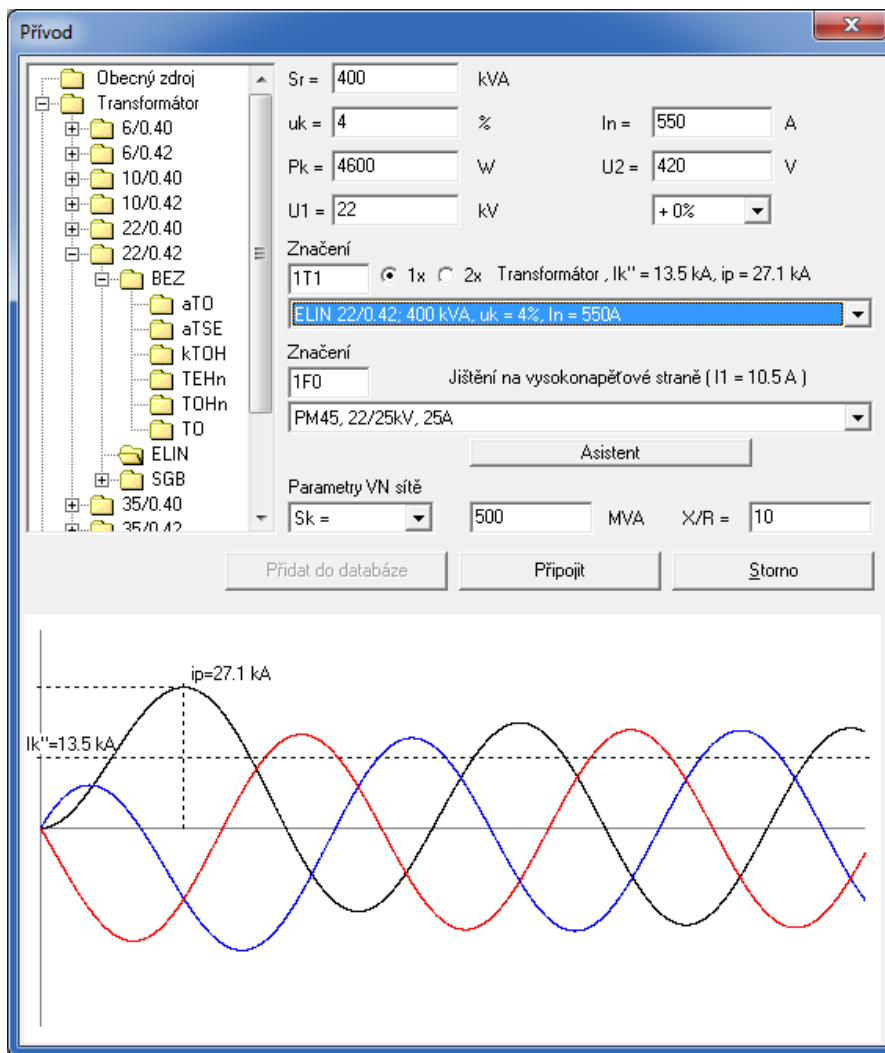 Přívod
Obecný zdroj
Transformátor
6/0.40
6/0.42
10/0.40
10/0.42
22/0.40
22/0.42
BEZ
aTO
aTSE
kTOH
TEHn
TOHn
TO
ELIN
SGB
35/0.40
35/0.42
Sr = 400 kVA
uk = 4 % In = 550 A
Pk = 4600 W U2 = 420 V
U1 = 22 kV + 0%
Značení
1T1 1x 2x Transformátor , Ik'' = 13.5 kA, ip = 27.1 kA
ELIN 22/0.42; 400 kVA, uk = 4%, In = 550A
Značení
1F0 Jištění na vysokonapěťové straně ( I1 = 10.5 A )
PM45, 22/25kV, 25A
Asistent
Parametry VN sítě
Sk = 500 MVA X/R = 10
Přidat do databáze Připojit Storno
ip=27.1 kA
Ik''=13.5 kA